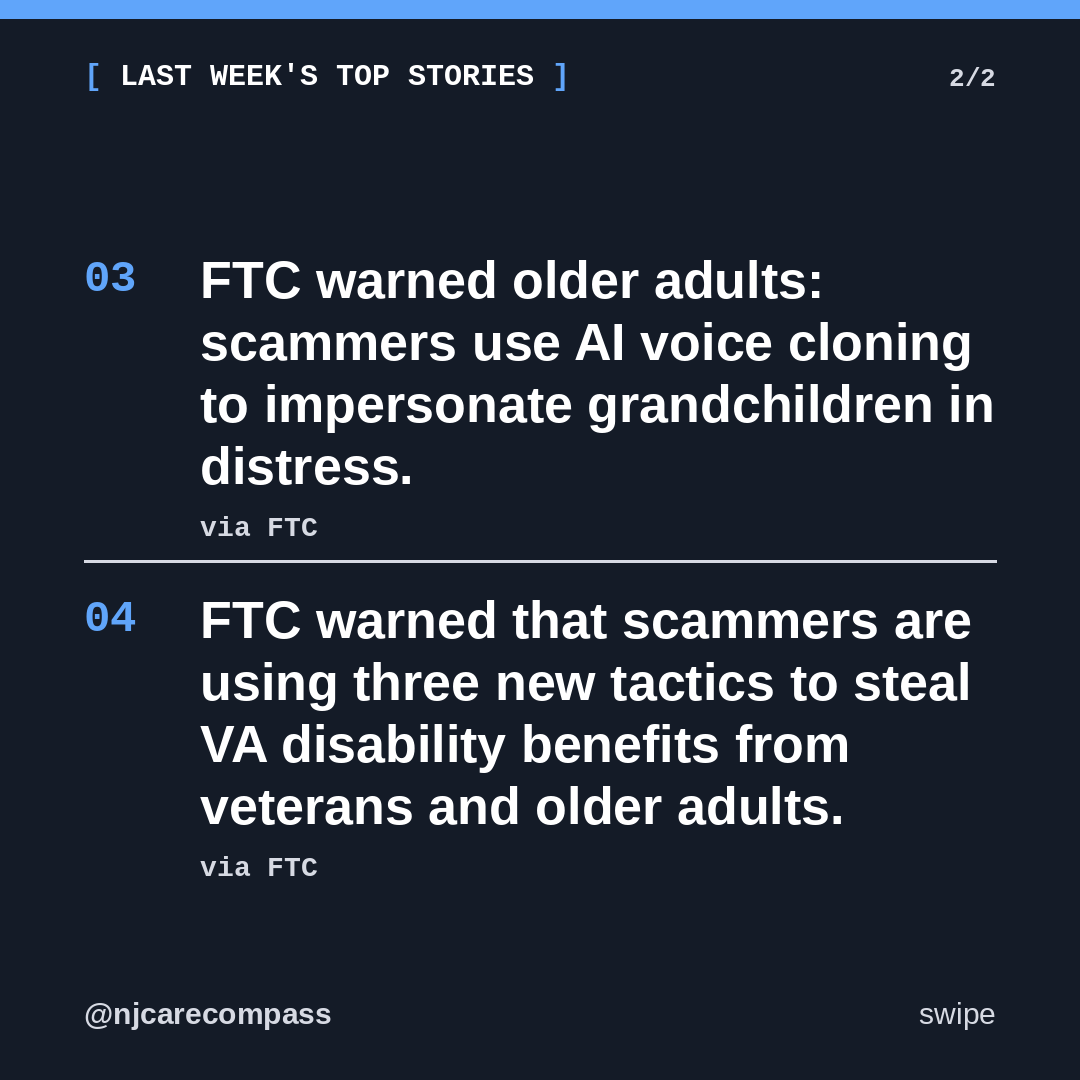 [ LAST WEEK'S TOP STORIES ]
2/2
03
FTC warned older adults:
scammers use AI voice cloning
to impersonate grandchildren in
distress.
via FTC
04
FTC warned that scammers are
using three new tactics to steal
VA disability benefits from
veterans and older adults.
via FTC
@njcarecompass
swipe